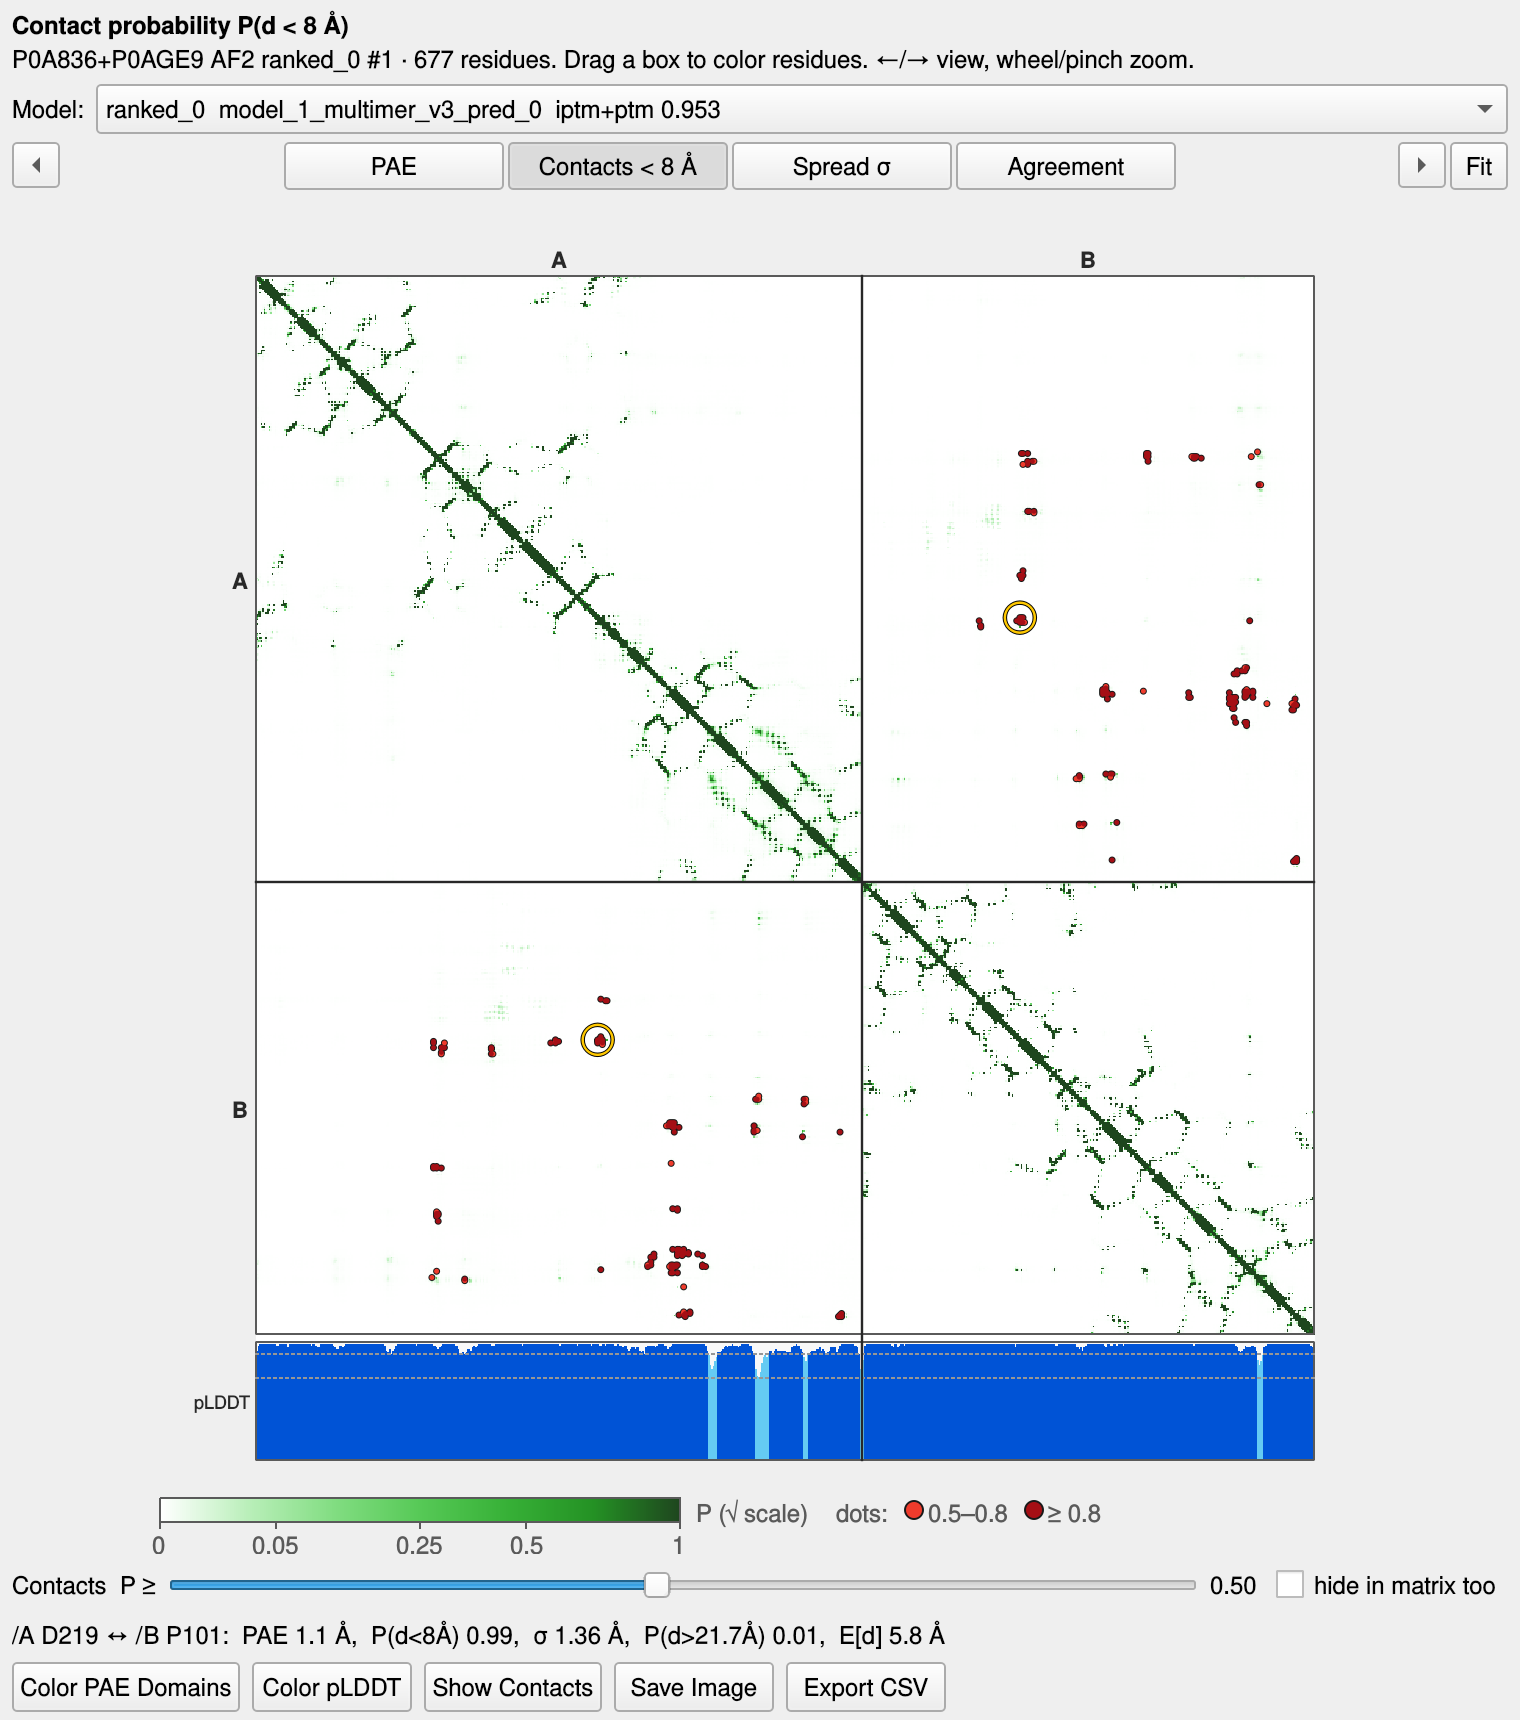 Contact probability P(d < 8 Å)
P0A836+P0AGE9 AF2 ranked_0 #1 · 677 residues. Drag a box to color residues. ←/→ view, wheel/pinch zoom.
Model: ranked_0 model_1_multimer_v3_pred_0 iptm+ptm 0.953
PAE Contacts < 8 Å Spread σ Agreement Fit
A B
A
B
pLDDT
P (√ scale) dots: 0.5–0.8 ≥ 0.8
0 0.05 0.25 0.5 1
Contacts P ≥ 0.50 hide in matrix too
/A D219 ↔ /B P101: PAE 1.1 Å, P(d<8Å) 0.99, σ 1.36 Å, P(d>21.7Å) 0.01, E[d] 5.8 Å
Color PAE Domains Color pLDDT Show Contacts Save Image Export CSV